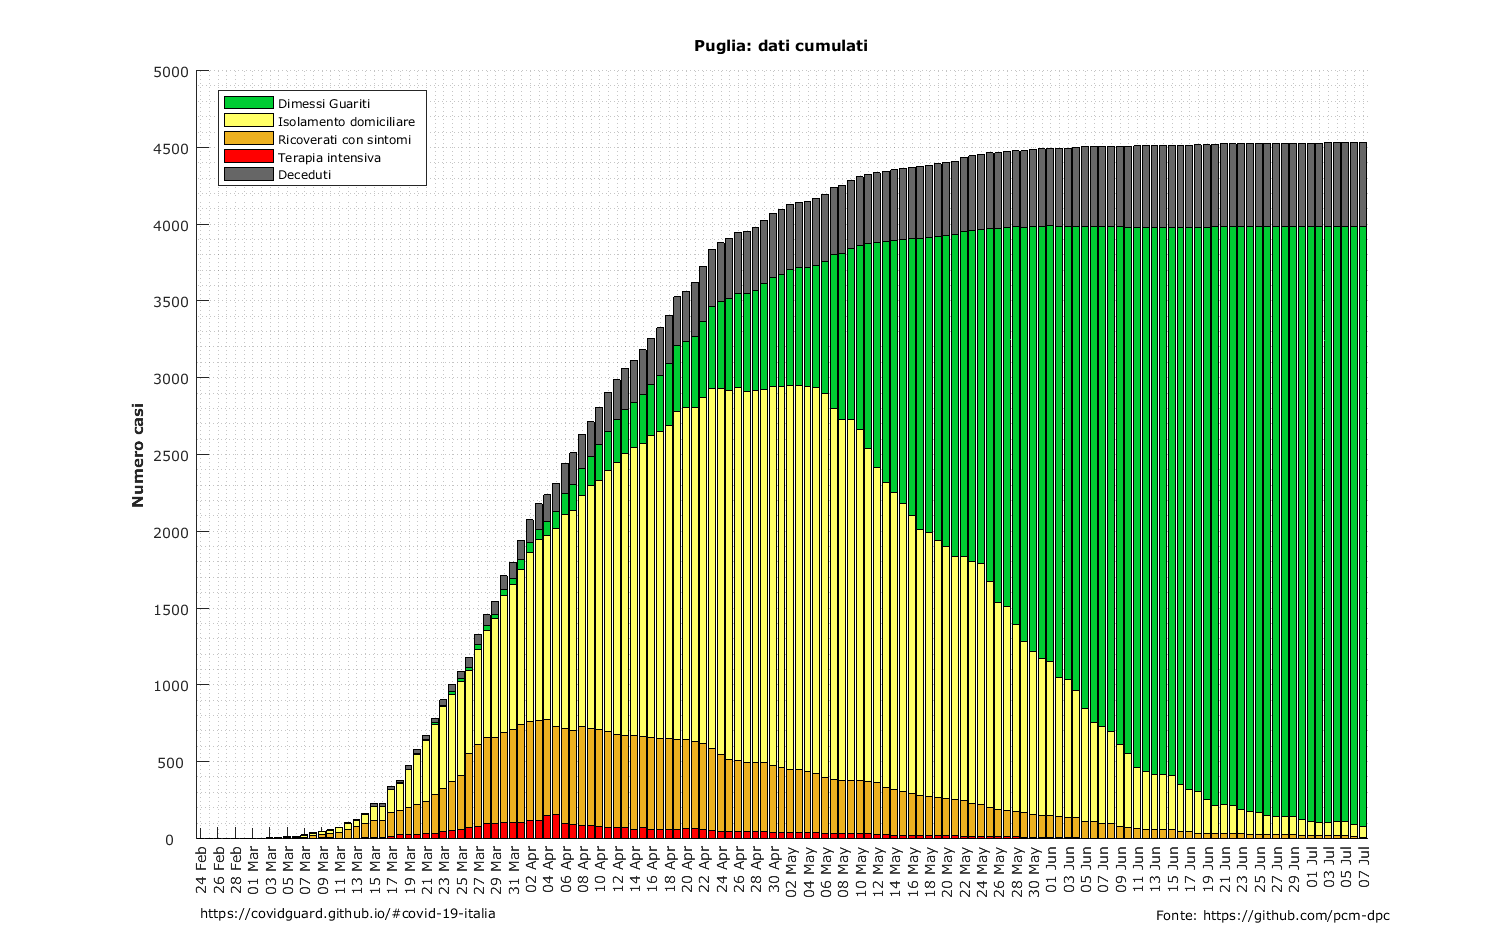 Puglia: dati cumulati
5000
4500
4000
3500
3000
2500
2000
1500
1000
500
0
Numero casi
Dimessi Guariti
Isolamento domiciliare
Ricoverati con sintomi
Terapia intensiva
Deceduti
24 Feb
26 Feb
28 Feb
01 Mar
03 Mar
05 Mar
07 Mar
09 Mar
11 Mar
13 Mar
15 Mar
17 Mar
19 Mar
21 Mar
23 Mar
25 Mar
27 Mar
29 Mar
31 Mar
02 Apr
04 Apr
06 Apr
08 Apr
10 Apr
12 Apr
14 Apr
16 Apr
18 Apr
20 Apr
22 Apr
24 Apr
26 Apr
28 Apr
30 Apr
02 May
04 May
06 May
08 May
10 May
12 May
14 May
16 May
18 May
20 May
22 May
24 May
26 May
28 May
30 May
01 Jun
03 Jun
05 Jun
07 Jun
09 Jun
11 Jun
13 Jun
15 Jun
17 Jun
19 Jun
21 Jun
23 Jun
25 Jun
27 Jun
29 Jun
01 Jul
03 Jul
05 Jul
07 Jul
https://covidguard.github.io/#covid-19-italia
Fonte: https://github.com/pcm-dpc